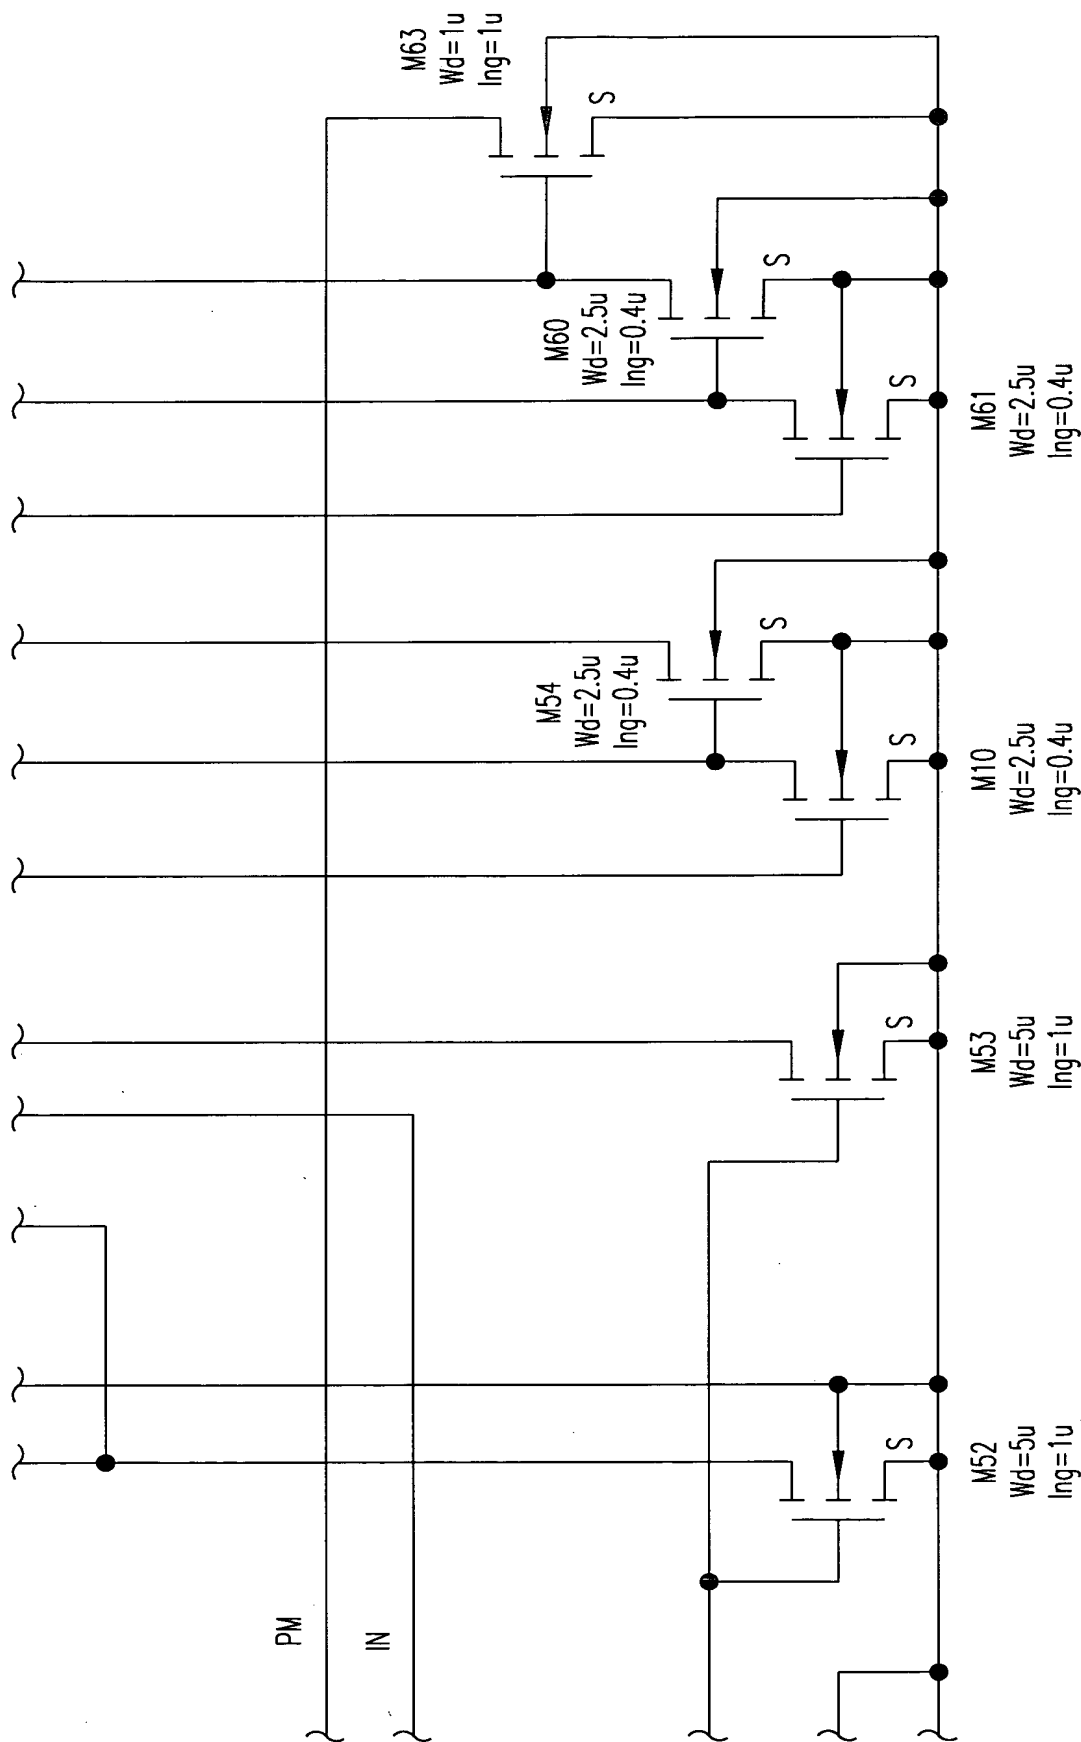 M63
Wd=1u
lng=1u
S
M60
Wd=2.5u
lng=0.4u
S
S
M61
Wd=2.5u
lng=0.4u
M54
Wd=2.5u
lng=0.4u
S
S
M10
Wd=2.5u
lng=0.4u
S
M53
Wd=5u
lng=1u
S
M52
Wd=5u
lng=1u
PM
IN